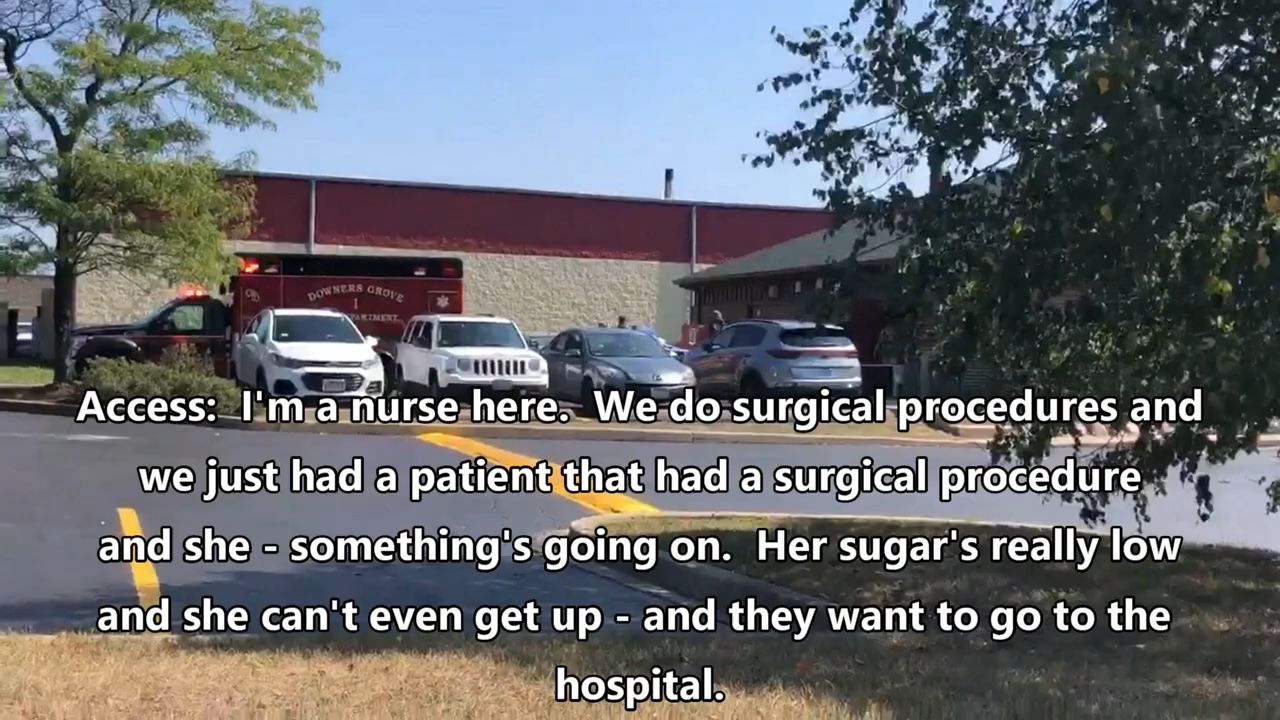 DOWNERS GROVE
1
Access:  I'm a nurse here.  We do surgical procedures and
we just had a patient that had a surgical procedure
and she - something's going on.  Her sugar's really low
and she can't even get up - and they want to go to the
hospital.